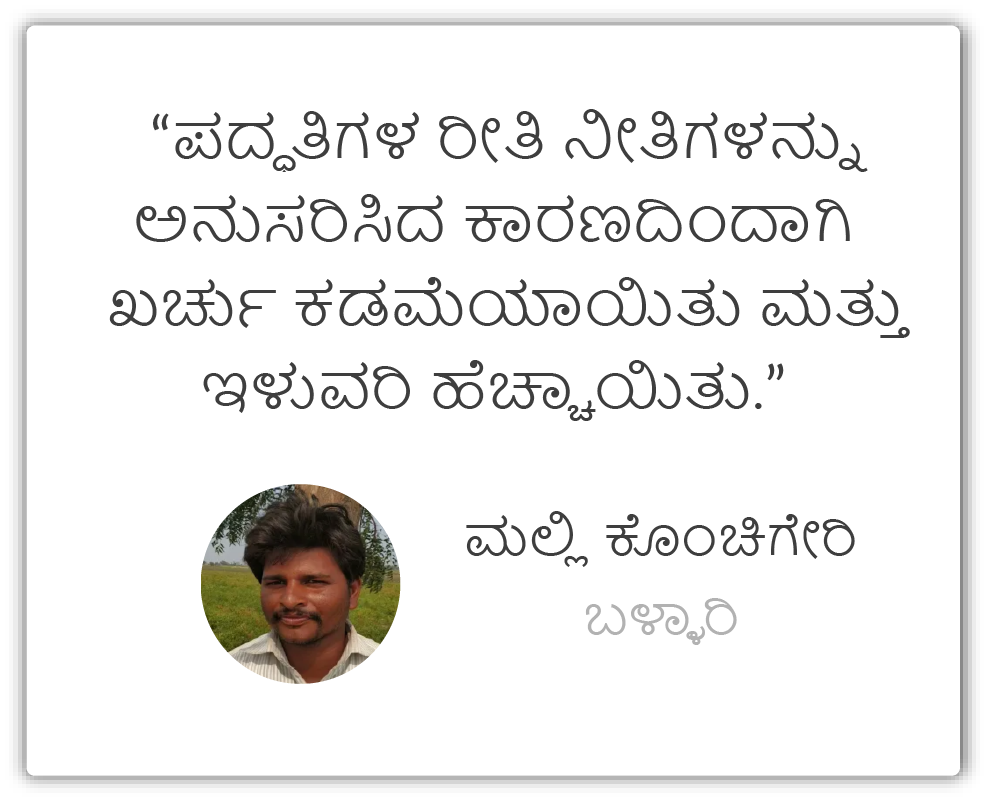 “ಪದ್ಧತಿಗಳ ರೀತಿ ನೀತಿಗಳನ್ನು
ಅನುಸರಿಸಿದ ಕಾರಣದಿಂದಾಗಿ
ಖರ್ಚು ಕಡಮೆಯಾಯಿತು ಮತ್ತು
ಇಳುವರಿ ಹೆಚ್ಚಾಯಿತು.”
ಮಲ್ಲಿ ಕೊಂಚಿಗೇರಿ
ಬಳ್ಳಾರಿ